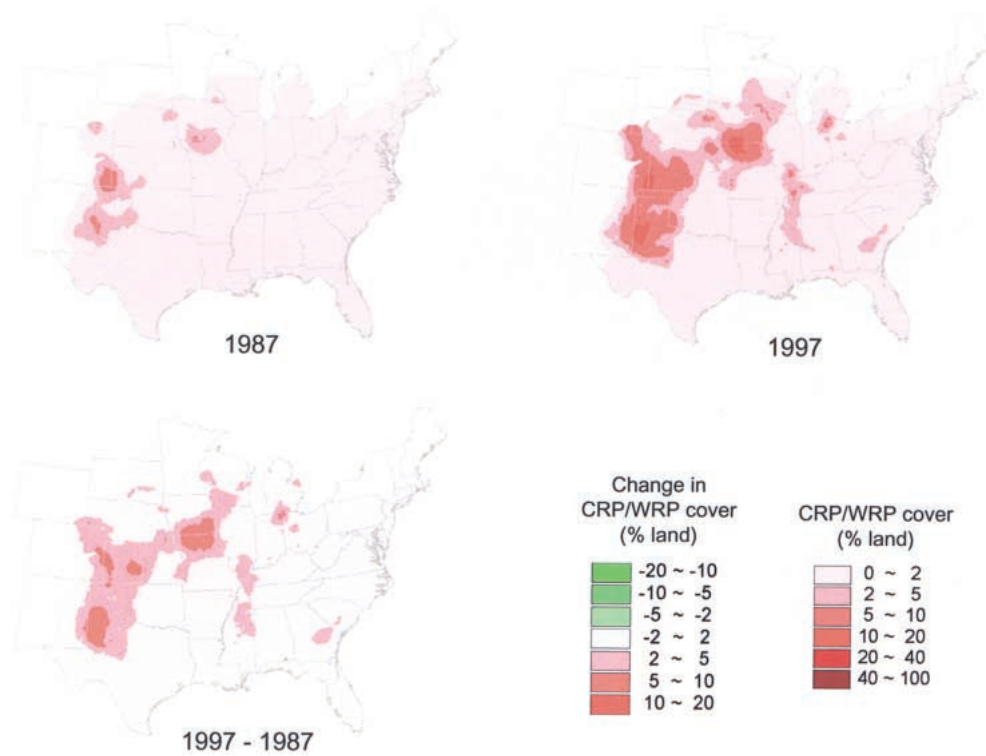 1987
1997
1997 - 1987
Change in
CRP/WRP cover
(% land)
-20 ~ -10
-10 ~ -5
-5 ~ -2
-2 ~ 2
2 ~ 5
5 ~ 10
10 ~ 20
CRP/WRP cover
(% land)
0 ~ 2
2 ~ 5
5 ~ 10
10 ~ 20
20 ~ 40
40 ~ 100